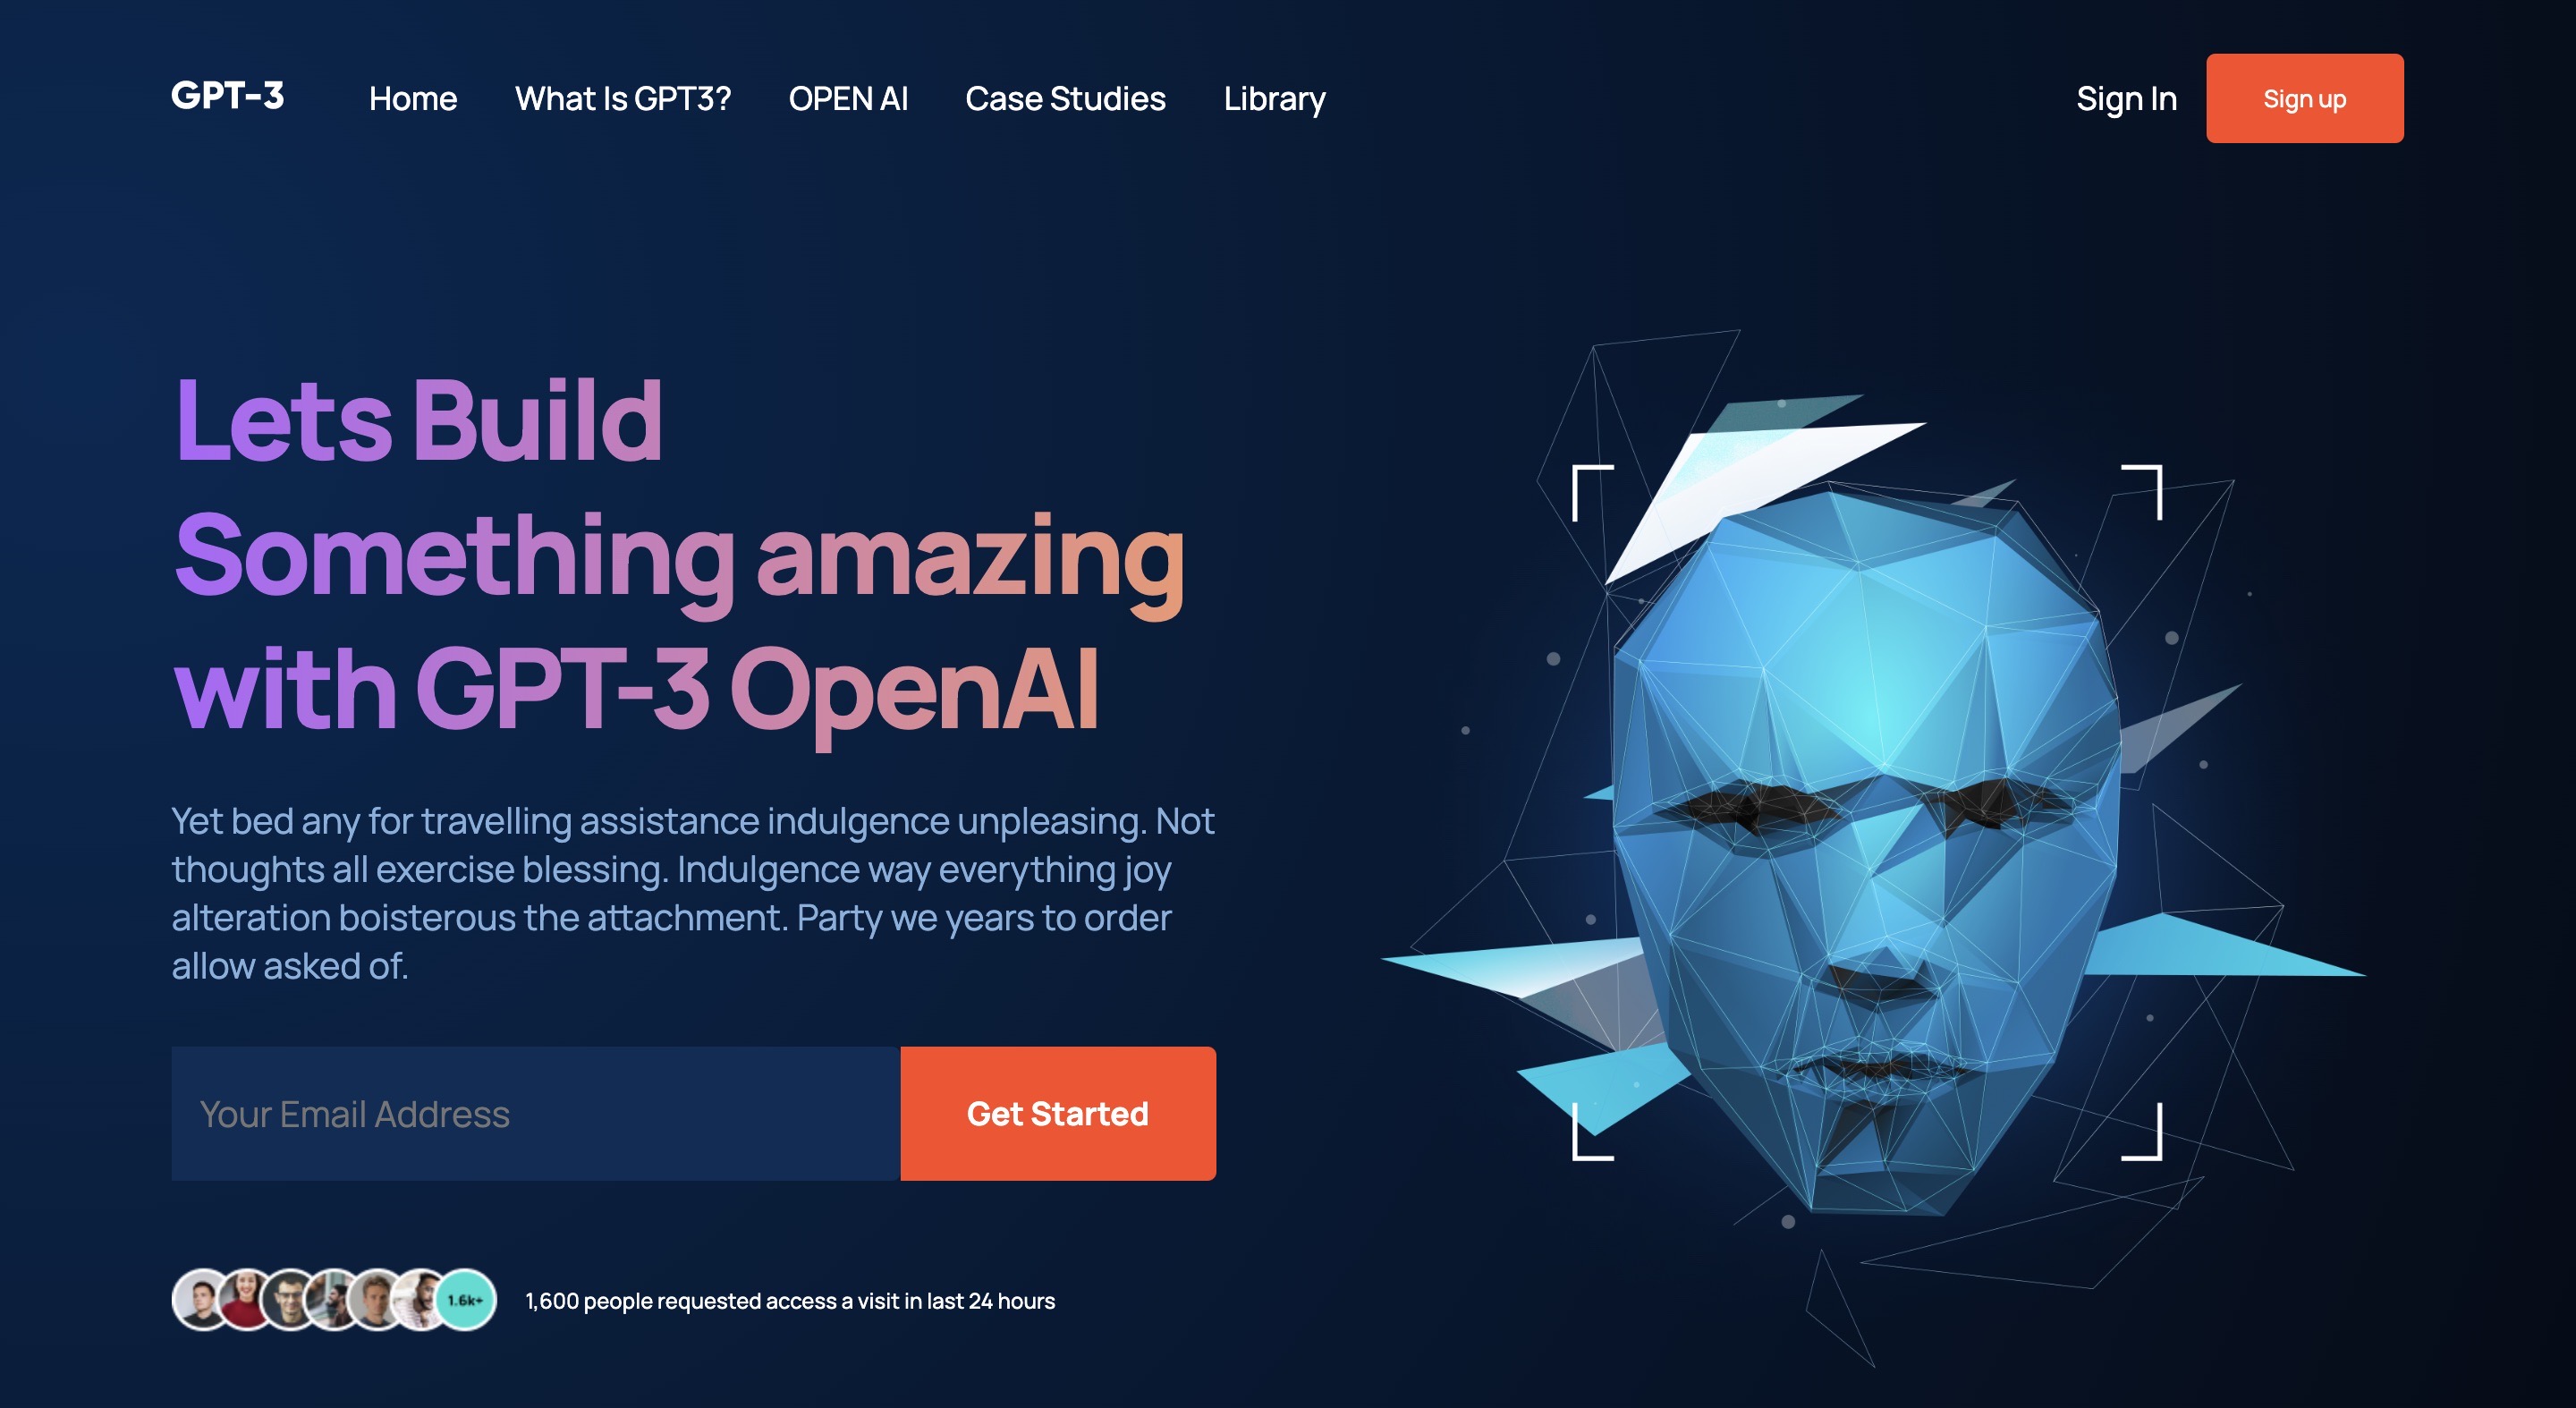 GPT-3
Home
What Is GPT3?
OPEN AI
Case Studies
Library
Sign In
Sign up
Lets Build
Something amazing
with GPT-3 OpenAI
Yet bed any for travelling assistance indulgence unpleasing. Not
thoughts all exercise blessing. Indulgence way everything joy
alteration boisterous the attachment. Party we years to order
allow asked of.
Your Email Address
Get Started
1.6k+
1,600 people requested access a visit in last 24 hours